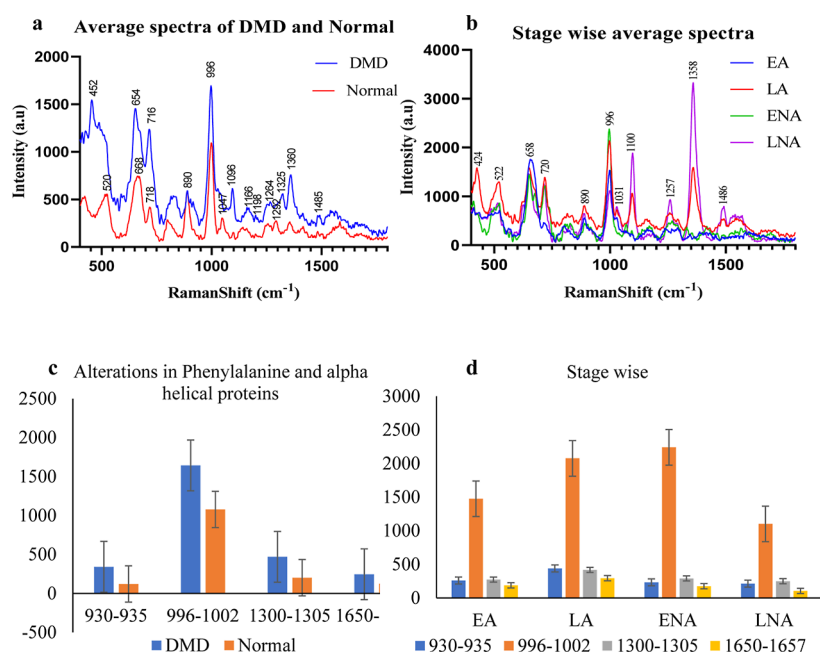 a
Average spectra of DMD and Normal
2000
1500
1000
500
0
Intensity (a.u)
452
520
654
668
716
718
890
996
1047
1096
1166
1198
1264
1292
1325
1360
1485
DMD
Normal
500
1000
1500
RamanShift (cm-1)
b
Stage wise average spectra
4000
3000
2000
1000
0
Intensity (a.u)
424
522
658
720
890
996
1031
1100
1257
1358
1486
EA
LA
ENA
LNA
500
1000
1500
RamanShift (cm-1)
c
Alterations in Phenylalanine and alpha
helical proteins
2500
2000
1500
1000
500
0
-500
930-935
996-1002
1300-1305
1650-
DMD
Normal
d
Stage wise
3000
2500
2000
1500
1000
500
0
EA
LA
ENA
LNA
930-935
996-1002
1300-1305
1650-1657